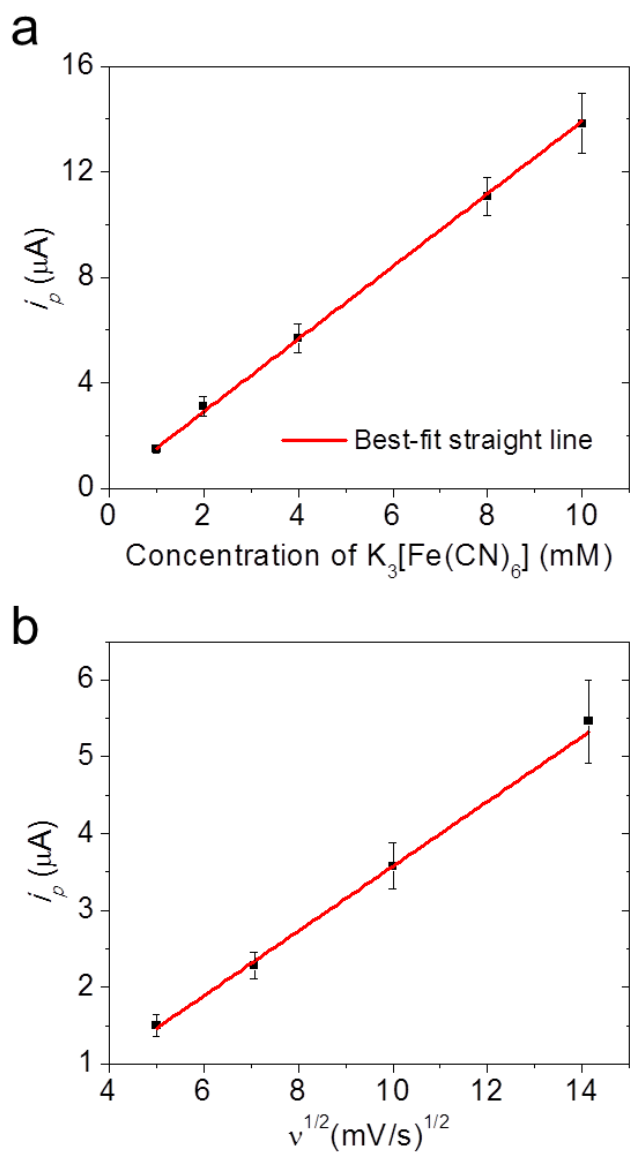 a
16
12
8
4
0
i_p (μA)
Best-fit straight line
0 2 4 6 8 10
Concentration of K₃[Fe(CN)₆] (mM)
b
6
5
4
3
2
1
i_p (μA)
4 6 8 10 12 14
ν^{1/2}(mV/s)^{1/2}